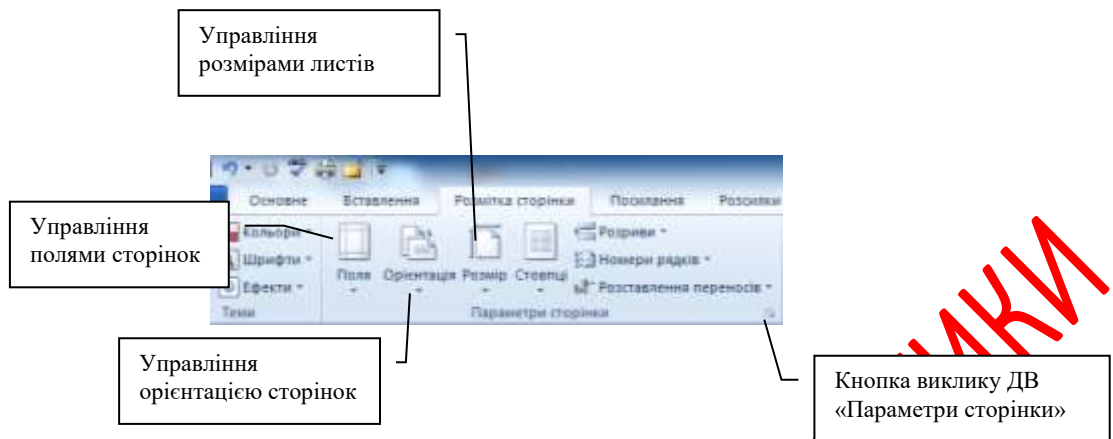 Управління
розмірами листів
Основне Вставлення Розмітка сторінки Посилання Розсилки
Управління
полями сторінок
Кольори
Шрифти
Ефекти
Теми
Поля Орієнтація Розмір Стовпці
Розриви
Номери рядків
Розставлення переносів
Параметри сторінки
Управління
орієнтацією сторінок
Кнопка виклику ДВ
«Параметри сторінки»